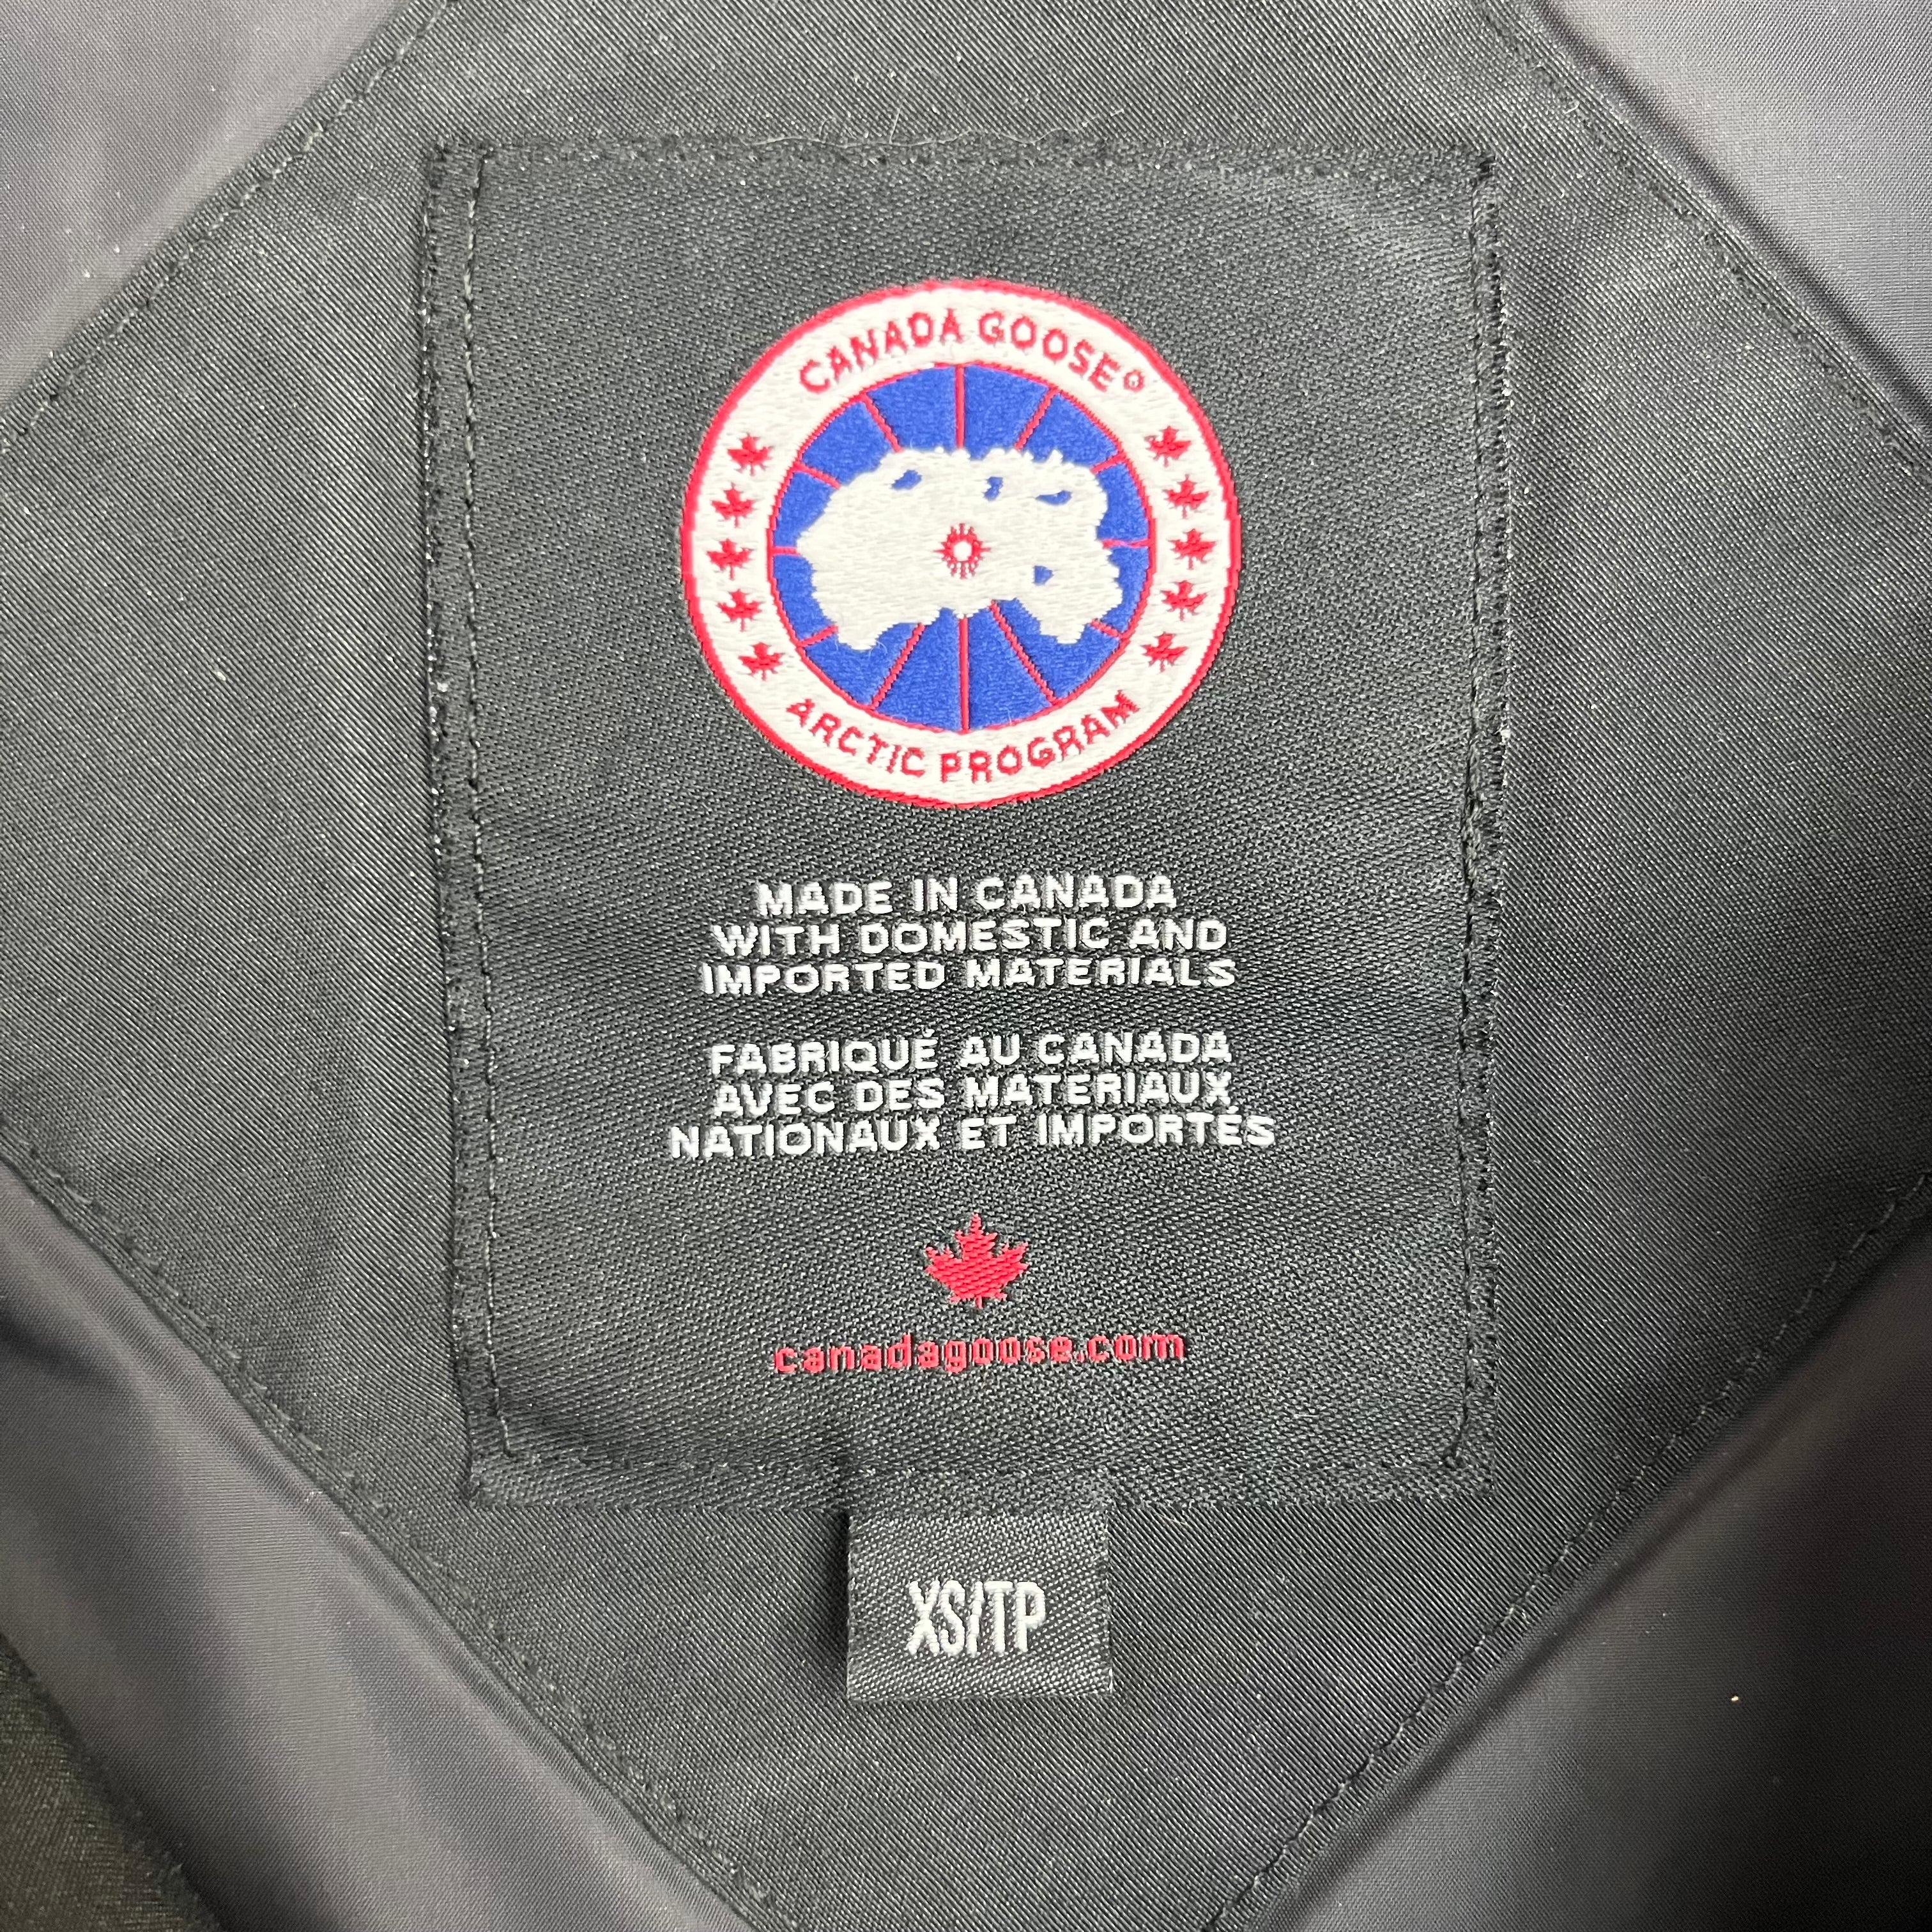 CANADA GOOSE®
ARCTIC PROGRAM
MADE IN CANADA
WITH DOMESTIC AND
IMPORTED MATERIALS
FABRIQUÉ AU CANADA
AVEC DES MATERIAUX
NATIONAUX ET IMPORTÉS
canadagoose.com
XS/TP